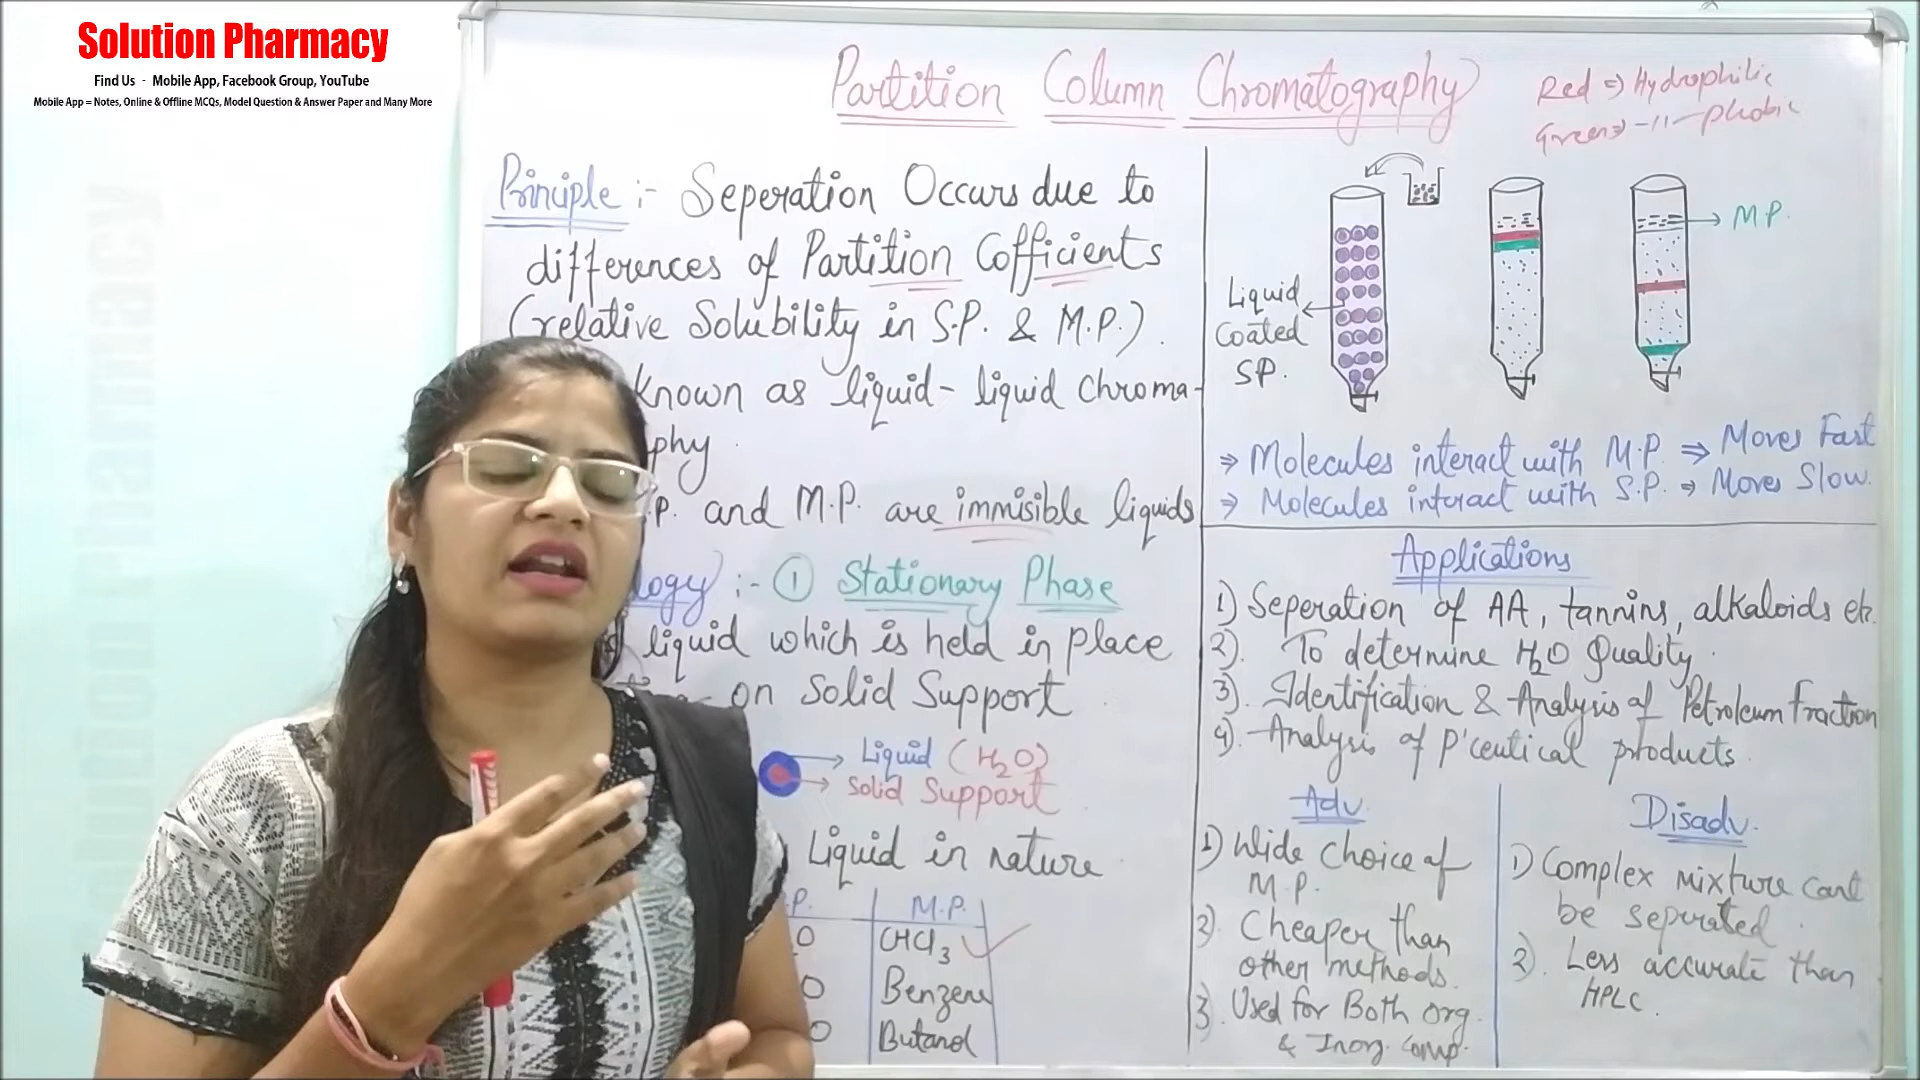 Solution Pharmacy
Find Us - Mobile App, Facebook Group, YouTube
Mobile App = Notes, Online & Offline MCQs, Model Question & Answer Paper and Many More
Partition Column Chromatography
Red => Hydrophilic
Green => -11- phobic
Principle :- Seperation Occurs due to
differences of Partition Cofficients
(relative Solubility in S.P. & M.P.).
known as liquid-liquid chroma-
phy.
P. and M.P. are immisible liquids
logy :- ① Stationary Phase
liquid which is held in place
on Solid Support.
Liquid (H2O)
Solid Support
Liquid in nature
P. M.P.
O CHCl3
O Benzene
O Butanol
M.P.
Liquid
Coated
SP.
⇒ Molecules interact with M.P. ⇒ Moves Fast
⇒ Molecules interact with S.P. ⇒ Moves Slow.
Applications
1) Seperation of AA, tannins, alkaloids etc.
2). To determine H2O Quality.
3). Identification & Analysis of Petroleum fraction
4). Analysis of P'ceutical products.
Adv.
1) Wide choice of
M.P.
2). Cheaper than
other methods.
3. Used for Both org.
& Inorg. comp.
Disadv.
1) Complex mixture cant
be seperated.
2). Less accurate than
HPLC.
Solution Pharmacy